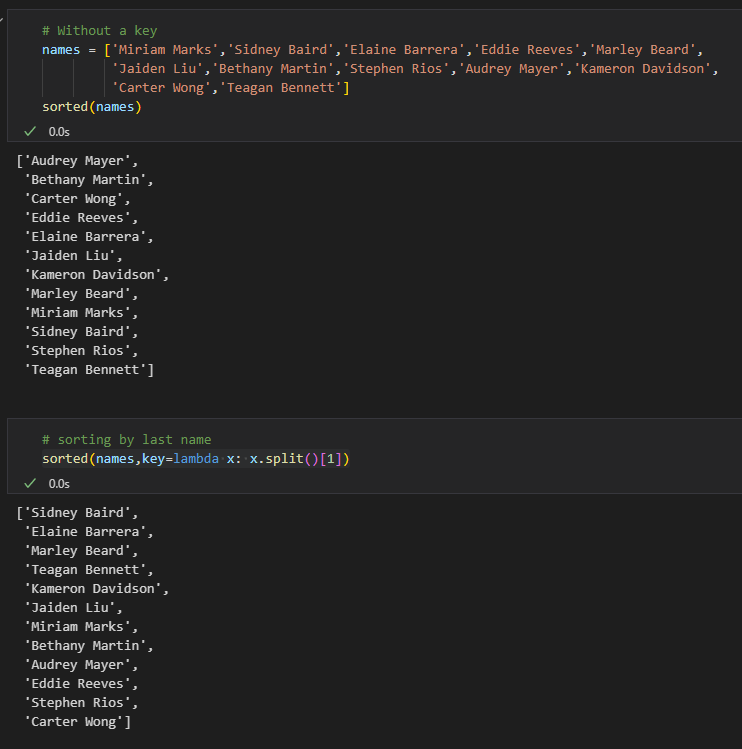 # Without a key
names = ['Miriam Marks','Sidney Baird','Elaine Barrera','Eddie Reeves','Marley Beard',
'Jaiden Liu','Bethany Martin','Stephen Rios','Audrey Mayer','Kameron Davidson',
'Carter Wong','Teagan Bennett']
sorted(names)
0.0s
['Audrey Mayer',
'Bethany Martin',
'Carter Wong',
'Eddie Reeves',
'Elaine Barrera',
'Jaiden Liu',
'Kameron Davidson',
'Marley Beard',
'Miriam Marks',
'Sidney Baird',
'Stephen Rios',
'Teagan Bennett']
# sorting by last name
sorted(names,key=lambda x: x.split()[1])
0.0s
['Sidney Baird',
'Elaine Barrera',
'Marley Beard',
'Teagan Bennett',
'Kameron Davidson',
'Jaiden Liu',
'Miriam Marks',
'Bethany Martin',
'Audrey Mayer',
'Eddie Reeves',
'Stephen Rios',
'Carter Wong']